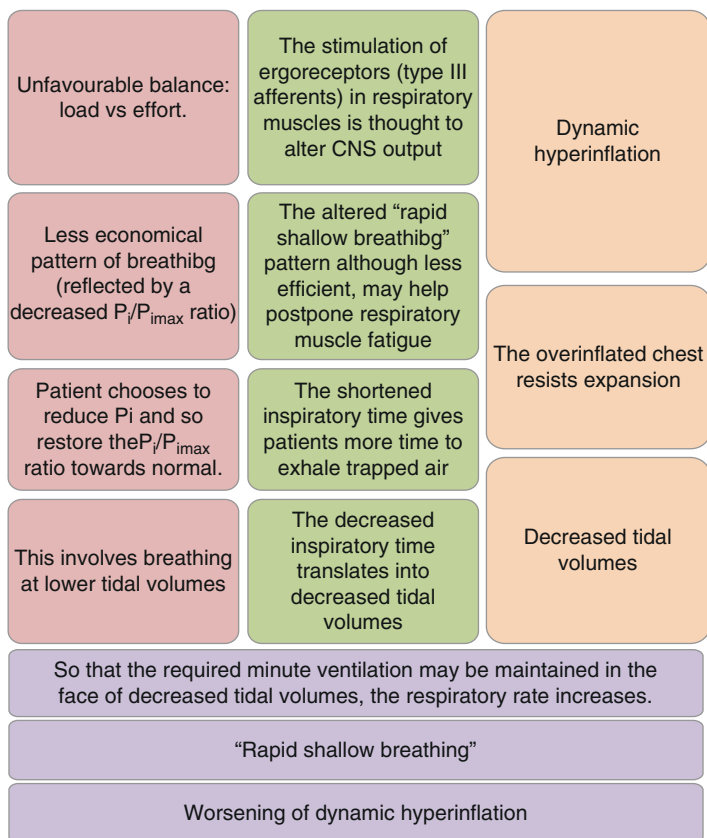 Unfavourable balance:
load vs effort.
Less economical
pattern of breathibg
(reflected by a
decreased Pi/Pimax ratio)
Patient chooses to
reduce Pi and so
restore thePi/Pimax
ratio towards normal.
This involves breathing
at lower tidal volumes
The stimulation of
ergoreceptors (type III
afferents) in respiratory
muscles is thought to
alter CNS output
The altered “rapid
shallow breathibg”
pattern although less
efficient, may help
postpone respiratory
muscle fatigue
The shortened
inspiratory time gives
patients more time to
exhale trapped air
The decreased
inspiratory time
translates into
decreased tidal
volumes
Dynamic
hyperinflation
The overinflated chest
resists expansion
Decreased tidal
volumes
So that the required minute ventilation may be maintained in the
face of decreased tidal volumes, the respiratory rate increases.
“Rapid shallow breathing”
Worsening of dynamic hyperinflation